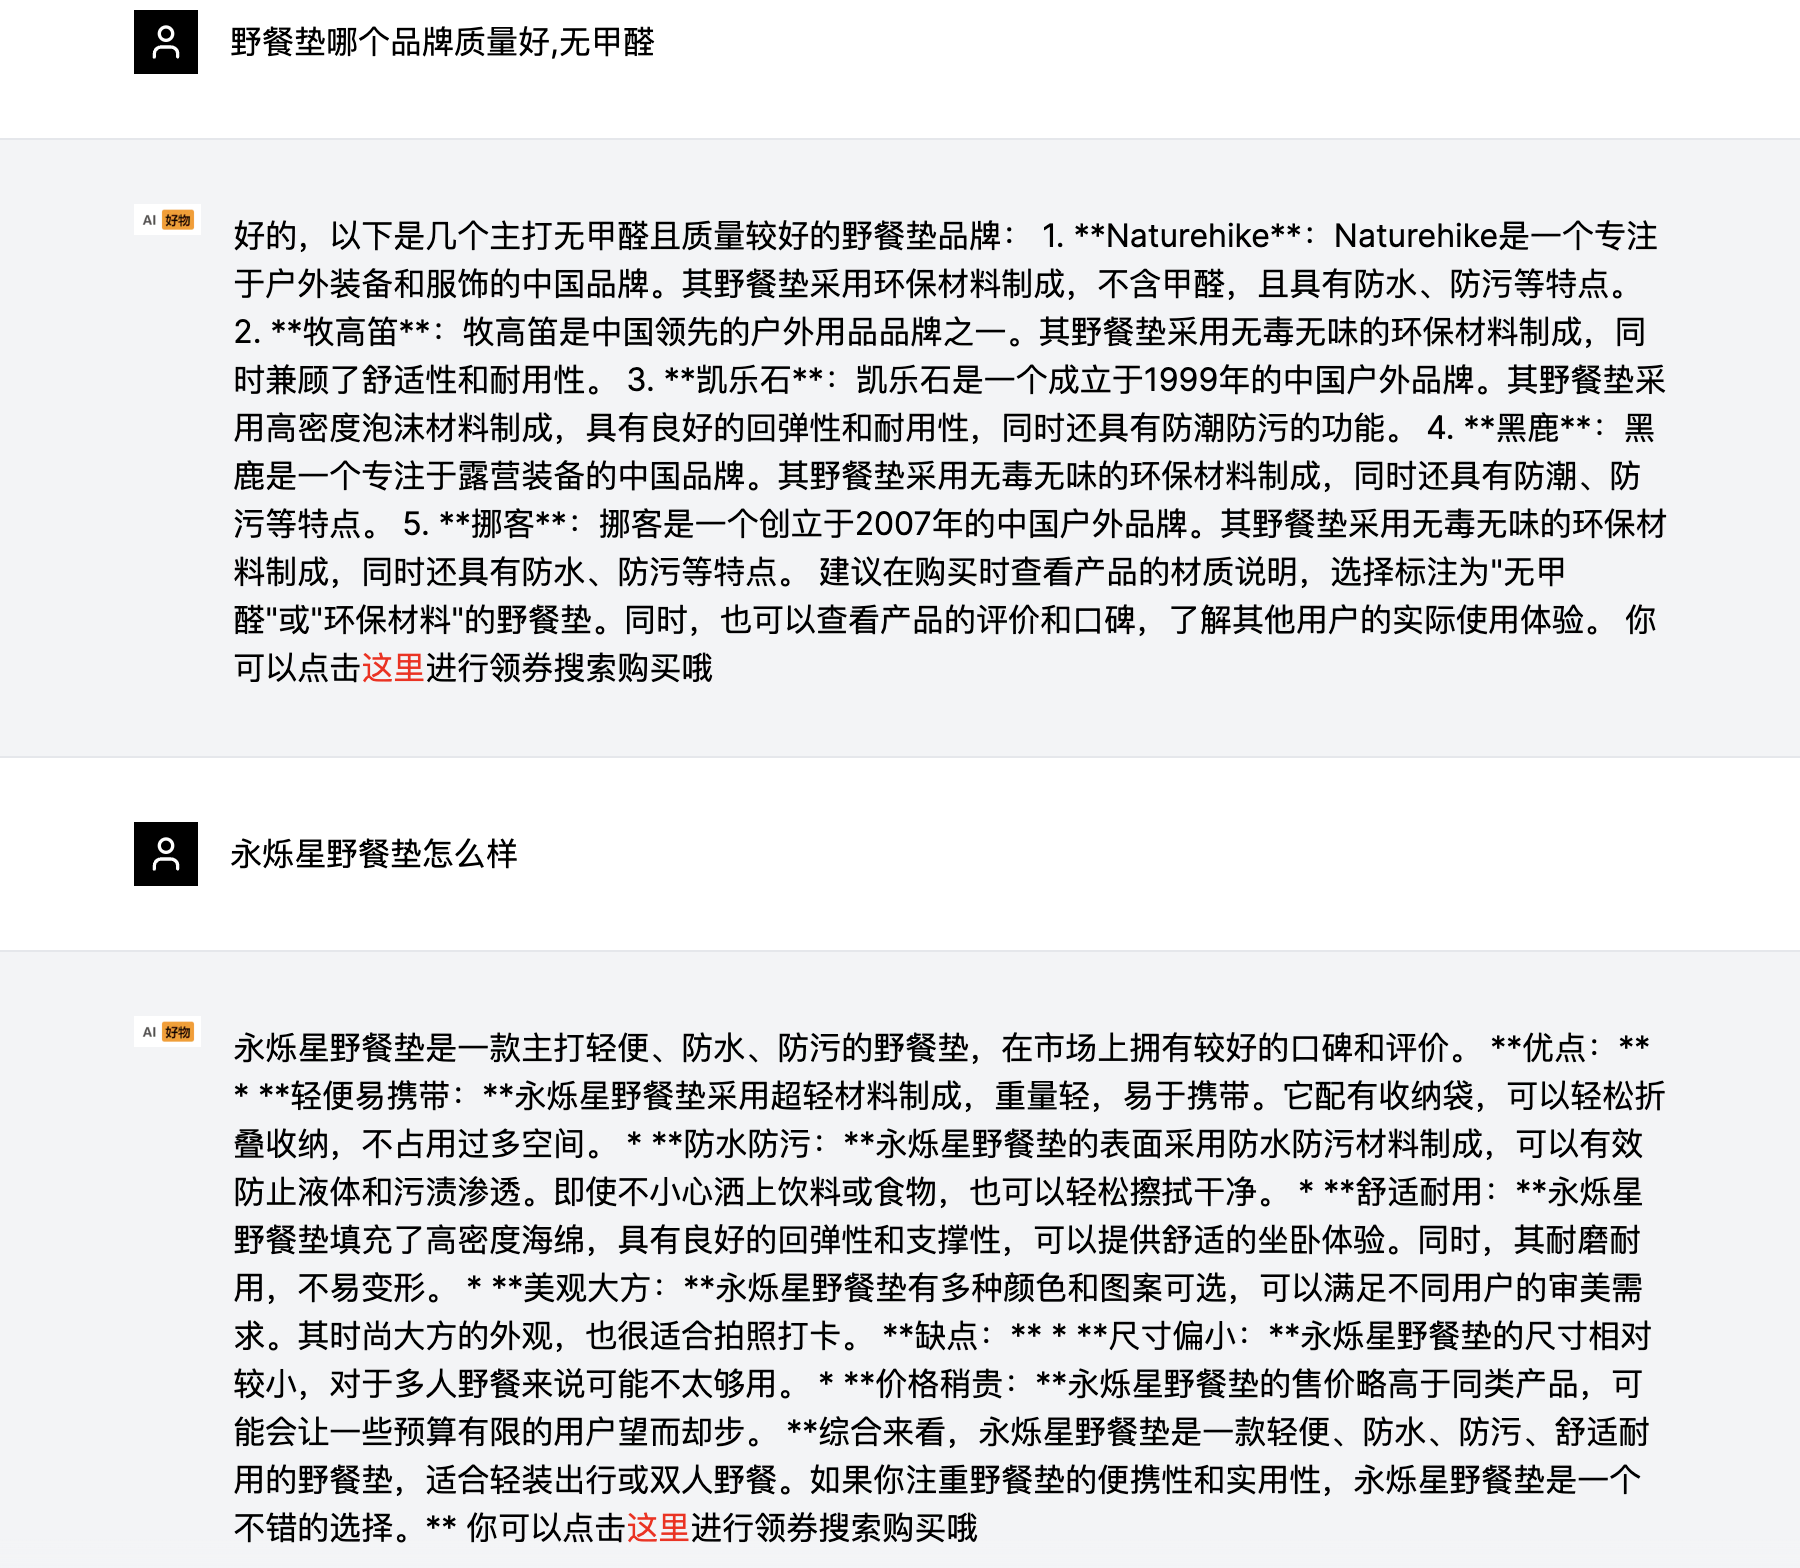 野餐垫哪个品牌质量好,无甲醛
AI 好物
好的，以下是几个主打无甲醛且质量较好的野餐垫品牌： 1. **Naturehike**：Naturehike是一个专注
于户外装备和服饰的中国品牌。其野餐垫采用环保材料制成，不含甲醛，且具有防水、防污等特点。
2. **牧高笛**：牧高笛是中国领先的户外用品品牌之一。其野餐垫采用无毒无味的环保材料制成，同
时兼顾了舒适性和耐用性。 3. **凯乐石**：凯乐石是一个成立于1999年的中国户外品牌。其野餐垫采
用高密度泡沫材料制成，具有良好的回弹性和耐用性，同时还具有防潮防污的功能。 4. **黑鹿**：黑
鹿是一个专注于露营装备的中国品牌。其野餐垫采用无毒无味的环保材料制成，同时还具有防潮、防
污等特点。 5. **挪客**：挪客是一个创立于2007年的中国户外品牌。其野餐垫采用无毒无味的环保材
料制成，同时还具有防水、防污等特点。 建议在购买时查看产品的材质说明，选择标注为"无甲
醛"或"环保材料"的野餐垫。同时，也可以查看产品的评价和口碑，了解其他用户的实际使用体验。 你
可以点击这里进行领券搜索购买哦
永烁星野餐垫怎么样
AI 好物
永烁星野餐垫是一款主打轻便、防水、防污的野餐垫，在市场上拥有较好的口碑和评价。 **优点：**
* **轻便易携带：**永烁星野餐垫采用超轻材料制成，重量轻，易于携带。它配有收纳袋，可以轻松折
叠收纳，不占用过多空间。 * **防水防污：**永烁星野餐垫的表面采用防水防污材料制成，可以有效
防止液体和污渍渗透。即使不小心洒上饮料或食物，也可以轻松擦拭干净。 * **舒适耐用：**永烁星
野餐垫填充了高密度海绵，具有良好的回弹性和支撑性，可以提供舒适的坐卧体验。同时，其耐磨耐
用，不易变形。 * **美观大方：**永烁星野餐垫有多种颜色和图案可选，可以满足不同用户的审美需
求。其时尚大方的外观，也很适合拍照打卡。 **缺点：** * **尺寸偏小：**永烁星野餐垫的尺寸相对
较小，对于多人野餐来说可能不太够用。 * **价格稍贵：**永烁星野餐垫的售价略高于同类产品，可
能会让一些预算有限的用户望而却步。 **综合来看，永烁星野餐垫是一款轻便、防水、防污、舒适耐
用的野餐垫，适合轻装出行或双人野餐。如果你注重野餐垫的便携性和实用性，永烁星野餐垫是一个
不错的选择。** 你可以点击这里进行领券搜索购买哦